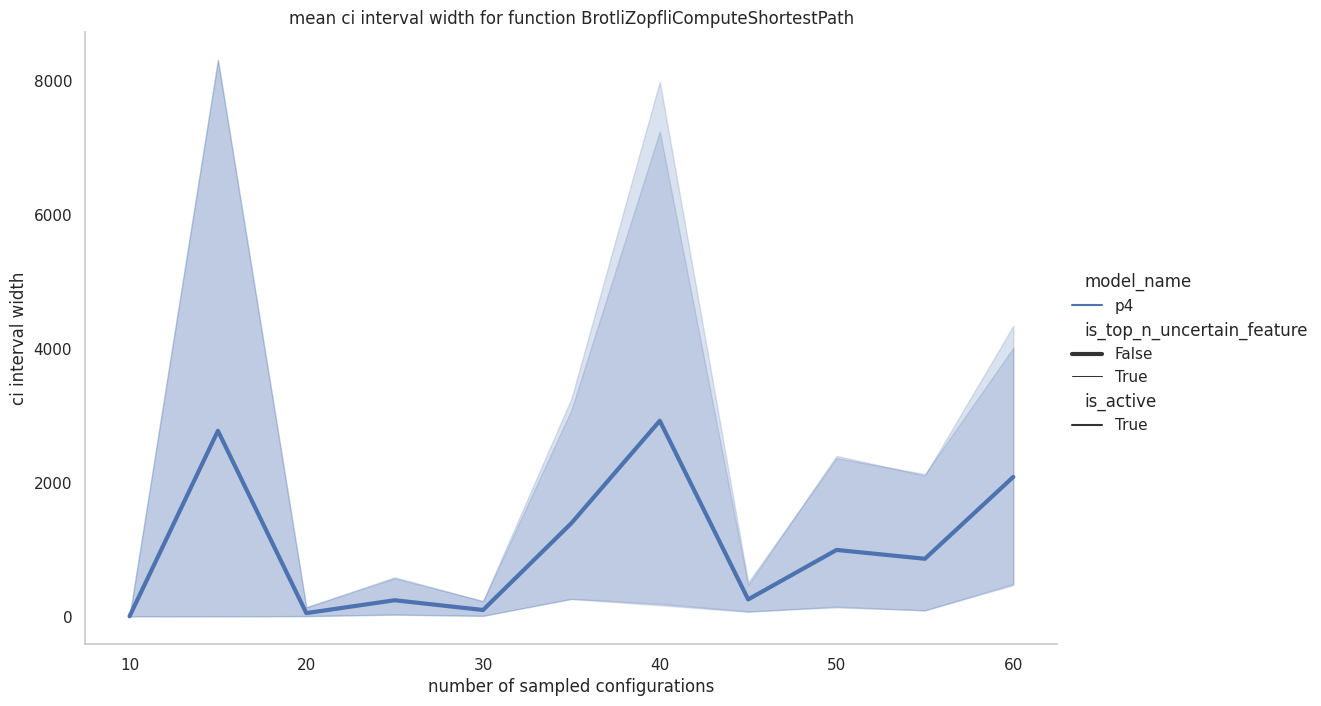 mean ci interval width for function BrotliZopfliComputeShortestPath
8000
6000
4000
2000
0
ci interval width
10 20 30 40 50 60
number of sampled configurations
model_name
p4
is_top_n_uncertain_feature
False
True
is_active
True